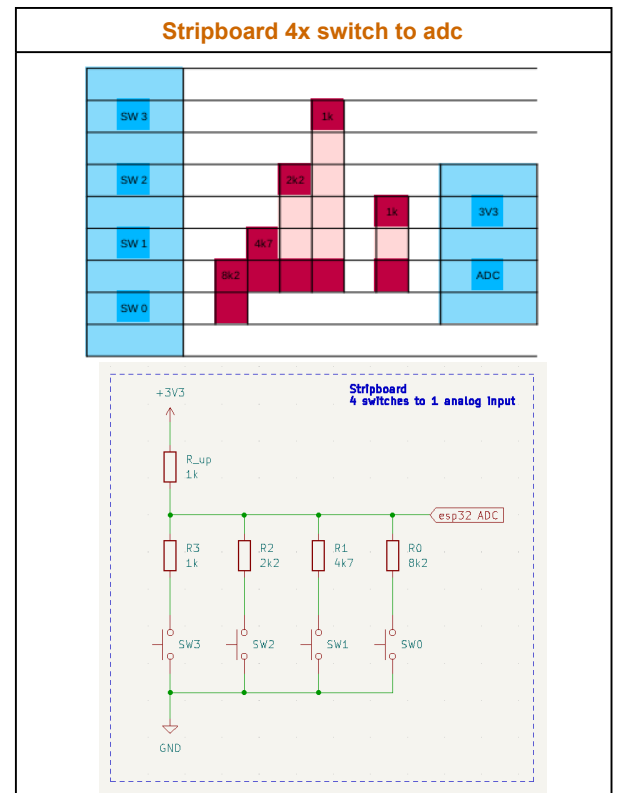 Stripboard 4x switch to adc
SW 3
1k
SW 2
2k2
1k
3V3
SW 1
4k7
8k2
ADC
SW 0
Stripboard
4 switches to 1 analog input
+3V3
R_up
1k
esp32 ADC
R3
1k
R2
2k2
R1
4k7
R0
8k2
SW3
SW2
SW1
SW0
GND